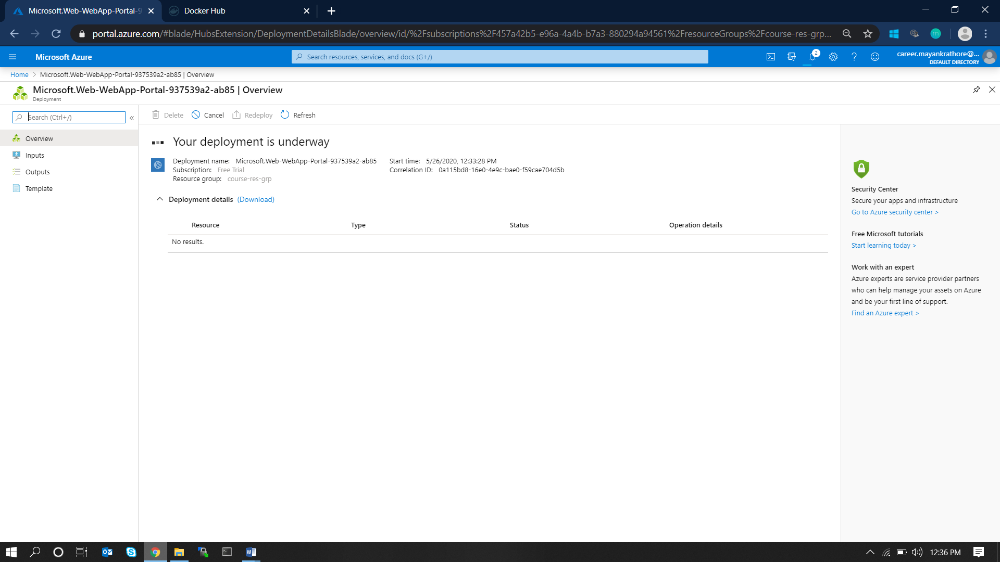 Microsoft.Web-WebApp-Portal-9
Docker Hub
portal.azure.com/#blade/HubsExtension/DeploymentDetailsBlade/overview/id/%2Fsubscriptions%2F457a42b5-e96a-4a4b-b7a3-880294a94561%2FresourceGroups%2Fcourse-res-grp...
m
Microsoft Azure
Search resources, services, and docs (G+/)
2
career.mayankrathore@...
DEFAULT DIRECTORY
Home > Microsoft.Web-WebApp-Portal-937539a2-ab85 | Overview
Microsoft.Web-WebApp-Portal-937539a2-ab85 | Overview
Deployment
Search (Ctrl+/)
«
Delete
Cancel
Redeploy
Refresh
Overview
Inputs
Outputs
Template
Your deployment is underway
Deployment name: Microsoft.Web-WebApp-Portal-937539a2-ab85
Subscription: Free Trial
Resource group: course-res-grp
Start time: 5/26/2020, 12:33:28 PM
Correlation ID: 0a115bd8-16e0-4e9c-bae0-f59cae704d5b
Deployment details (Download)
Resource Type Status Operation details
No results.
Security Center
Secure your apps and infrastructure
Go to Azure security center >
Free Microsoft tutorials
Start learning today >
Work with an expert
Azure experts are service provider partners
who can help manage your assets on Azure
and be your first line of support.
Find an Azure expert >
12:36 PM